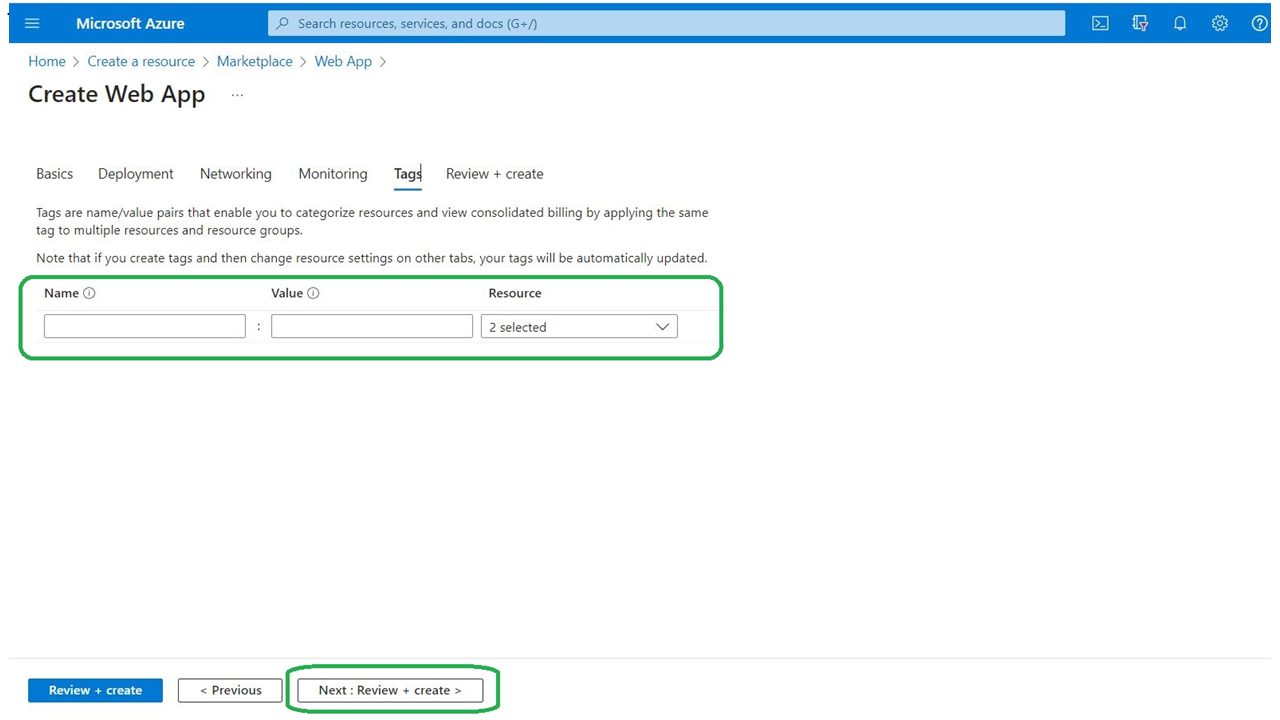 Microsoft Azure
Search resources, services, and docs (G+/)
Home > Create a resource > Marketplace > Web App >
Create Web App ...
Basics Deployment Networking Monitoring Tags Review + create
Tags are name/value pairs that enable you to categorize resources and view consolidated billing by applying the same
tag to multiple resources and resource groups.
Note that if you create tags and then change resource settings on other tabs, your tags will be automatically updated.
Name Value Resource
: 2 selected
Review + create < Previous Next : Review + create >